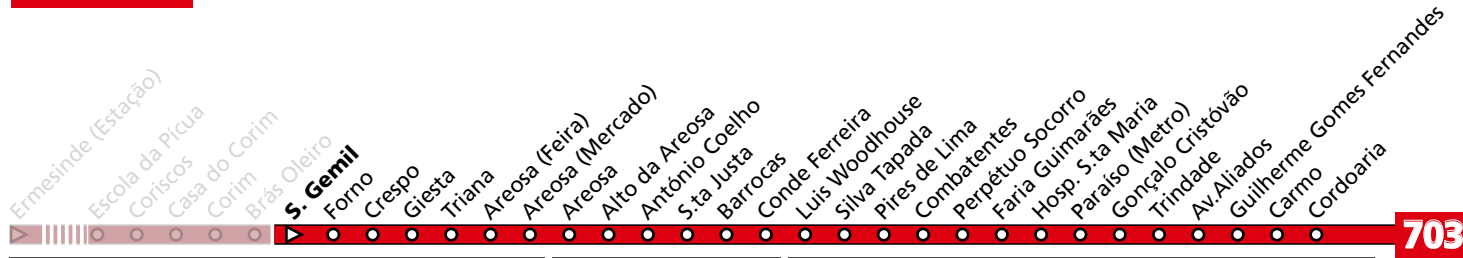 Ermesinde (Estação)
Escola da Picua
Coriscos
Casa do Corim
Corim
Brás Oleiro
S. Gemil
Forno
Crespo
Giesta
Triana
Areosa (Feira)
Areosa (Mercado)
Areosa
Alto da Areosa
António Coelho
S.ta Justa
Barrocas
Conde Ferreira
Luis Woodhouse
Silva Tapada
Pires de Lima
Combatentes
Perpétuo Socorro
Faria Guimarães
Hosp. S.ta Maria
Paraíso (Metro)
Gonçalo Cristóvão
Trindade
Av.Aliados
Guilherme Gomes Fernandes
Carmo
Cordoaria
703